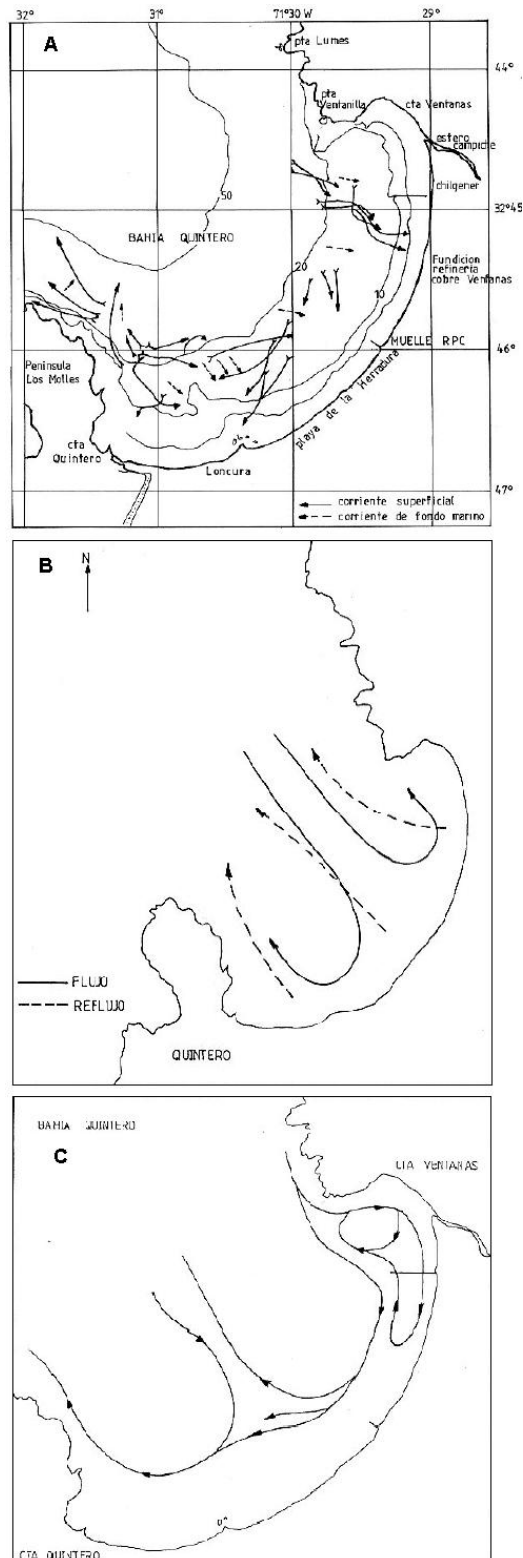 32° 31° 71°30 W 29°
A
pta Lumes
44°
pta
Ventanilla
cta Ventanas
estero
campiche
chilgener
50
32°45
BAHIA QUINTERO
Fundicion
refinería
cobre Ventanas
20
10
MUELLE RPC
46°
Peninsula
Los Molles
playa de la Herradura
cta
Quintero
Loncura
47°
corriente superficial
corriente de fondo marino
B
N
FLUJO
REFLUJO
QUINTERO
BAHIA QUINTERO
C
CTA VENTANAS
CTA QUINTERO